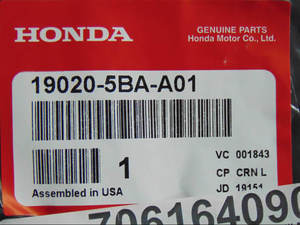 HONDA
GENUINE PARTS
Honda Motor Co., Ltd.
19020-5BA-A01
1
VC 001843
CP CRN L
JD 19151
Assembled in USA
706164090